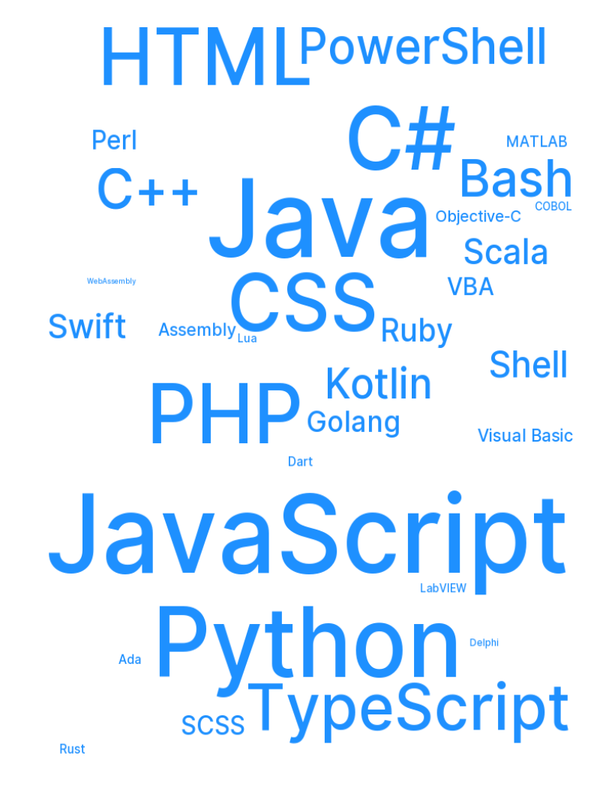 HTML
PowerShell
C#
Perl
MATLAB
Bash
C++
Java
COBOL
Objective-C
Scala
WebAssembly
CSS
VBA
Swift
Assembly
Lua
Ruby
Shell
Kotlin
PHP
Golang
Visual Basic
Dart
JavaScript
LabVIEW
Python
Delphi
Ada
TypeScript
SCSS
Rust